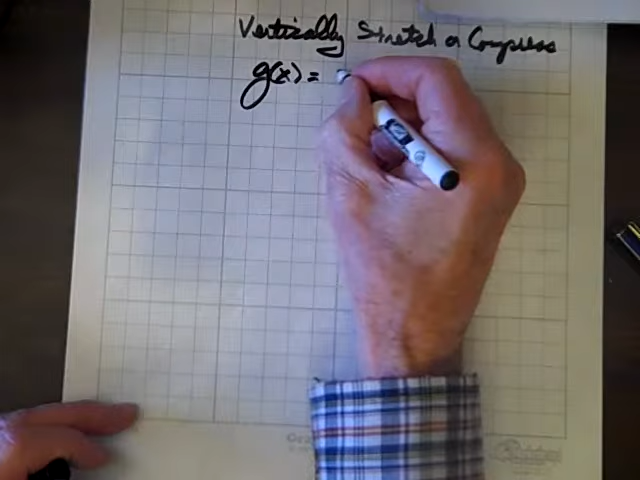 Vertically Stretch or Compress
g(x) =